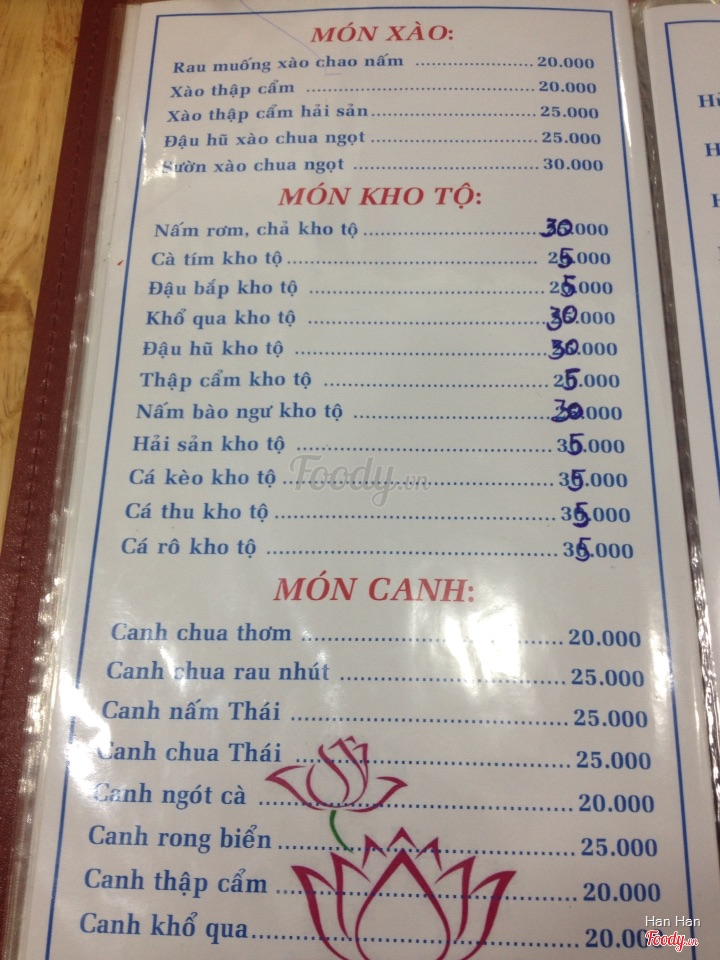 MÓN XÀO:
Rau muống xào chao nấm ........ 20.000
Xào thập cẩm ........ 20.000
Xào thập cẩm hải sản ........ 25.000
Đậu hũ xào chua ngọt ........ 25.000
Sườn xào chua ngọt ........ 30.000
MÓN KHO TỘ:
Nấm rơm, chả kho tộ ........ 30.000
Cà tím kho tộ ........ 25.000
Đậu bắp kho tộ ........ 25.000
Khổ qua kho tộ ........ 30.000
Đậu hũ kho tộ ........ 30.000
Thập cẩm kho tộ ........ 25.000
Nấm bào ngư kho tộ ........ 30.000
Hải sản kho tộ ........ 35.000
Cá kèo kho tộ ........ 35.000
Cá thu kho tộ ........ 35.000
Cá rô kho tộ ........ 35.000
Foody.vn
MÓN CANH:
Canh chua thơm ........ 20.000
Canh chua rau nhút ........ 25.000
Canh nấm Thái ........ 25.000
Canh chua Thái ........ 25.000
Canh ngót cà ........ 20.000
Canh rong biển ........ 25.000
Canh thập cẩm ........ 20.000
Canh khổ qua ........ 20.000
Han Han
Foody.vn